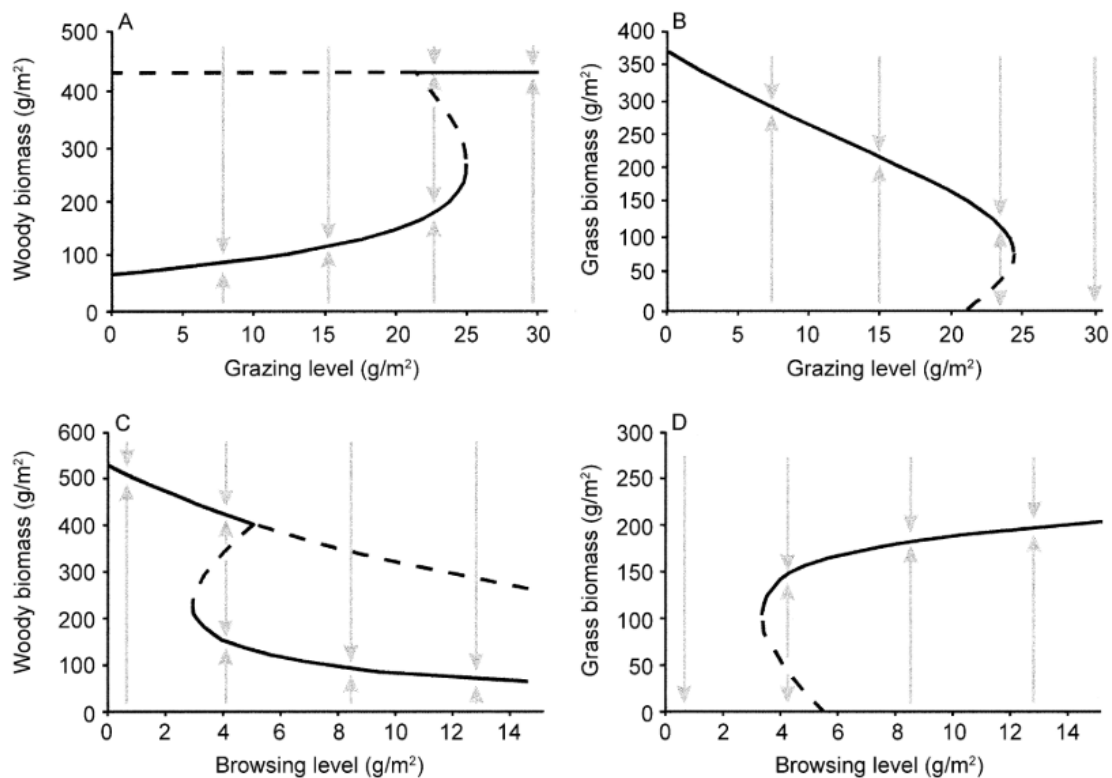 A
Woody biomass (g/m²)
500
400
300
200
100
0
0 5 10 15 20 25 30
Grazing level (g/m²)
B
Grass biomass (g/m²)
400
350
300
250
200
150
100
50
0
0 5 10 15 20 25 30
Grazing level (g/m²)
C
Woody biomass (g/m²)
600
500
400
300
200
100
0
0 2 4 6 8 10 12 14
Browsing level (g/m²)
D
Grass biomass (g/m²)
300
250
200
150
100
50
0
0 2 4 6 8 10 12 14
Browsing level (g/m²)